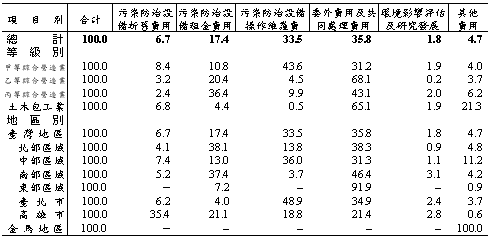 項目別 合計 污染防治設備折舊費用 污染防治設備租金費用 污染防治設備操作維護費 委外費用及共同處理費用 環境影響評估及研究發展 其他費用
總計 100.0 6.7 17.4 33.5 35.8 1.8 4.7
等級別
甲等綜合營造業 100.0 8.4 10.8 43.6 31.2 1.9 4.0
乙等綜合營造業 100.0 3.2 20.4 4.5 68.1 0.2 3.7
丙等綜合營造業 100.0 2.4 36.4 9.9 43.1 2.0 6.2
土木包工業 100.0 6.8 4.4 0.5 65.1 1.9 21.3
地區別
臺灣地區 100.0 6.7 17.4 33.5 35.8 1.8 4.7
北部區域 100.0 4.1 38.1 13.8 38.3 0.9 4.8
中部區域 100.0 7.4 13.0 36.0 31.3 1.1 11.2
南部區域 100.0 5.2 37.4 3.7 46.4 3.1 4.2
東部區域 100.0 – 7.2 – 91.9 – 0.9
臺北市 100.0 6.2 4.0 48.9 34.9 2.4 3.7
高雄市 100.0 35.4 21.1 18.8 21.4 2.8 0.6
金馬地區 100.0 – – – – – 100.0